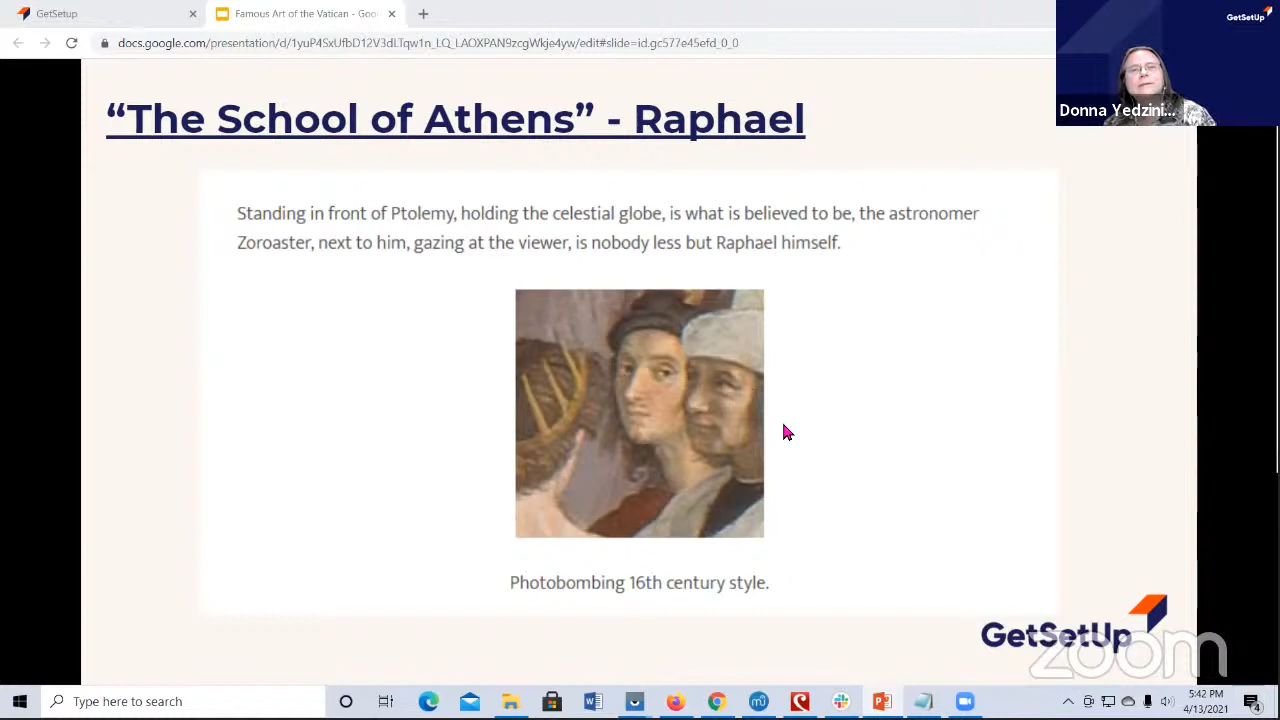 GetSetUp
Famous Art of the Vatican - Goo
docs.google.com/presentation/d/1yuP4SxUfbI-12V3dLTqw1n_LQ_lAOXPAN9zcgWkje4yw/edit#slide=id.gc577e45efd_0_0
GetSetUp
Donna Yedzini...
“The School of Athens” - Raphael
Standing in front of Ptolemy, holding the celestial globe, is what is believed to be, the astronomer
Zoroaster, next to him, gazing at the viewer, is nobody less but Raphael himself.
Photobombing 16th century style.
GetSetUp
zoom
Type here to search
5:42 PM
4/13/2021
4